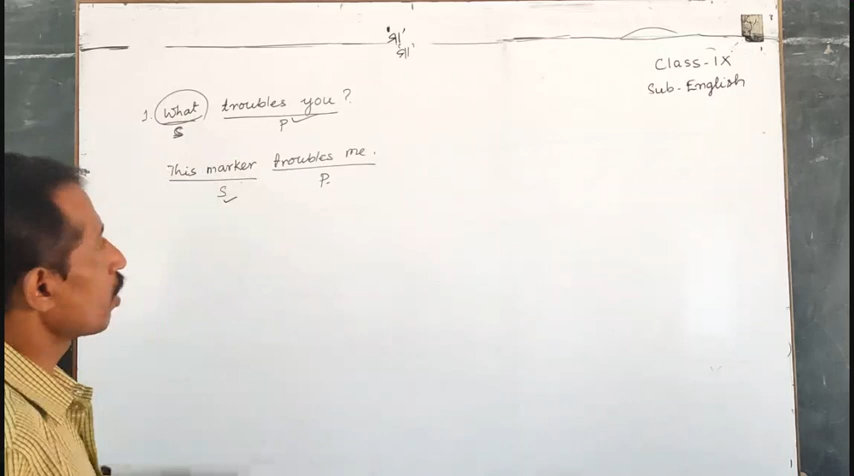 Class-IX
Sub-English
1. What troubles you?
S P
This marker troubles me.
S P.